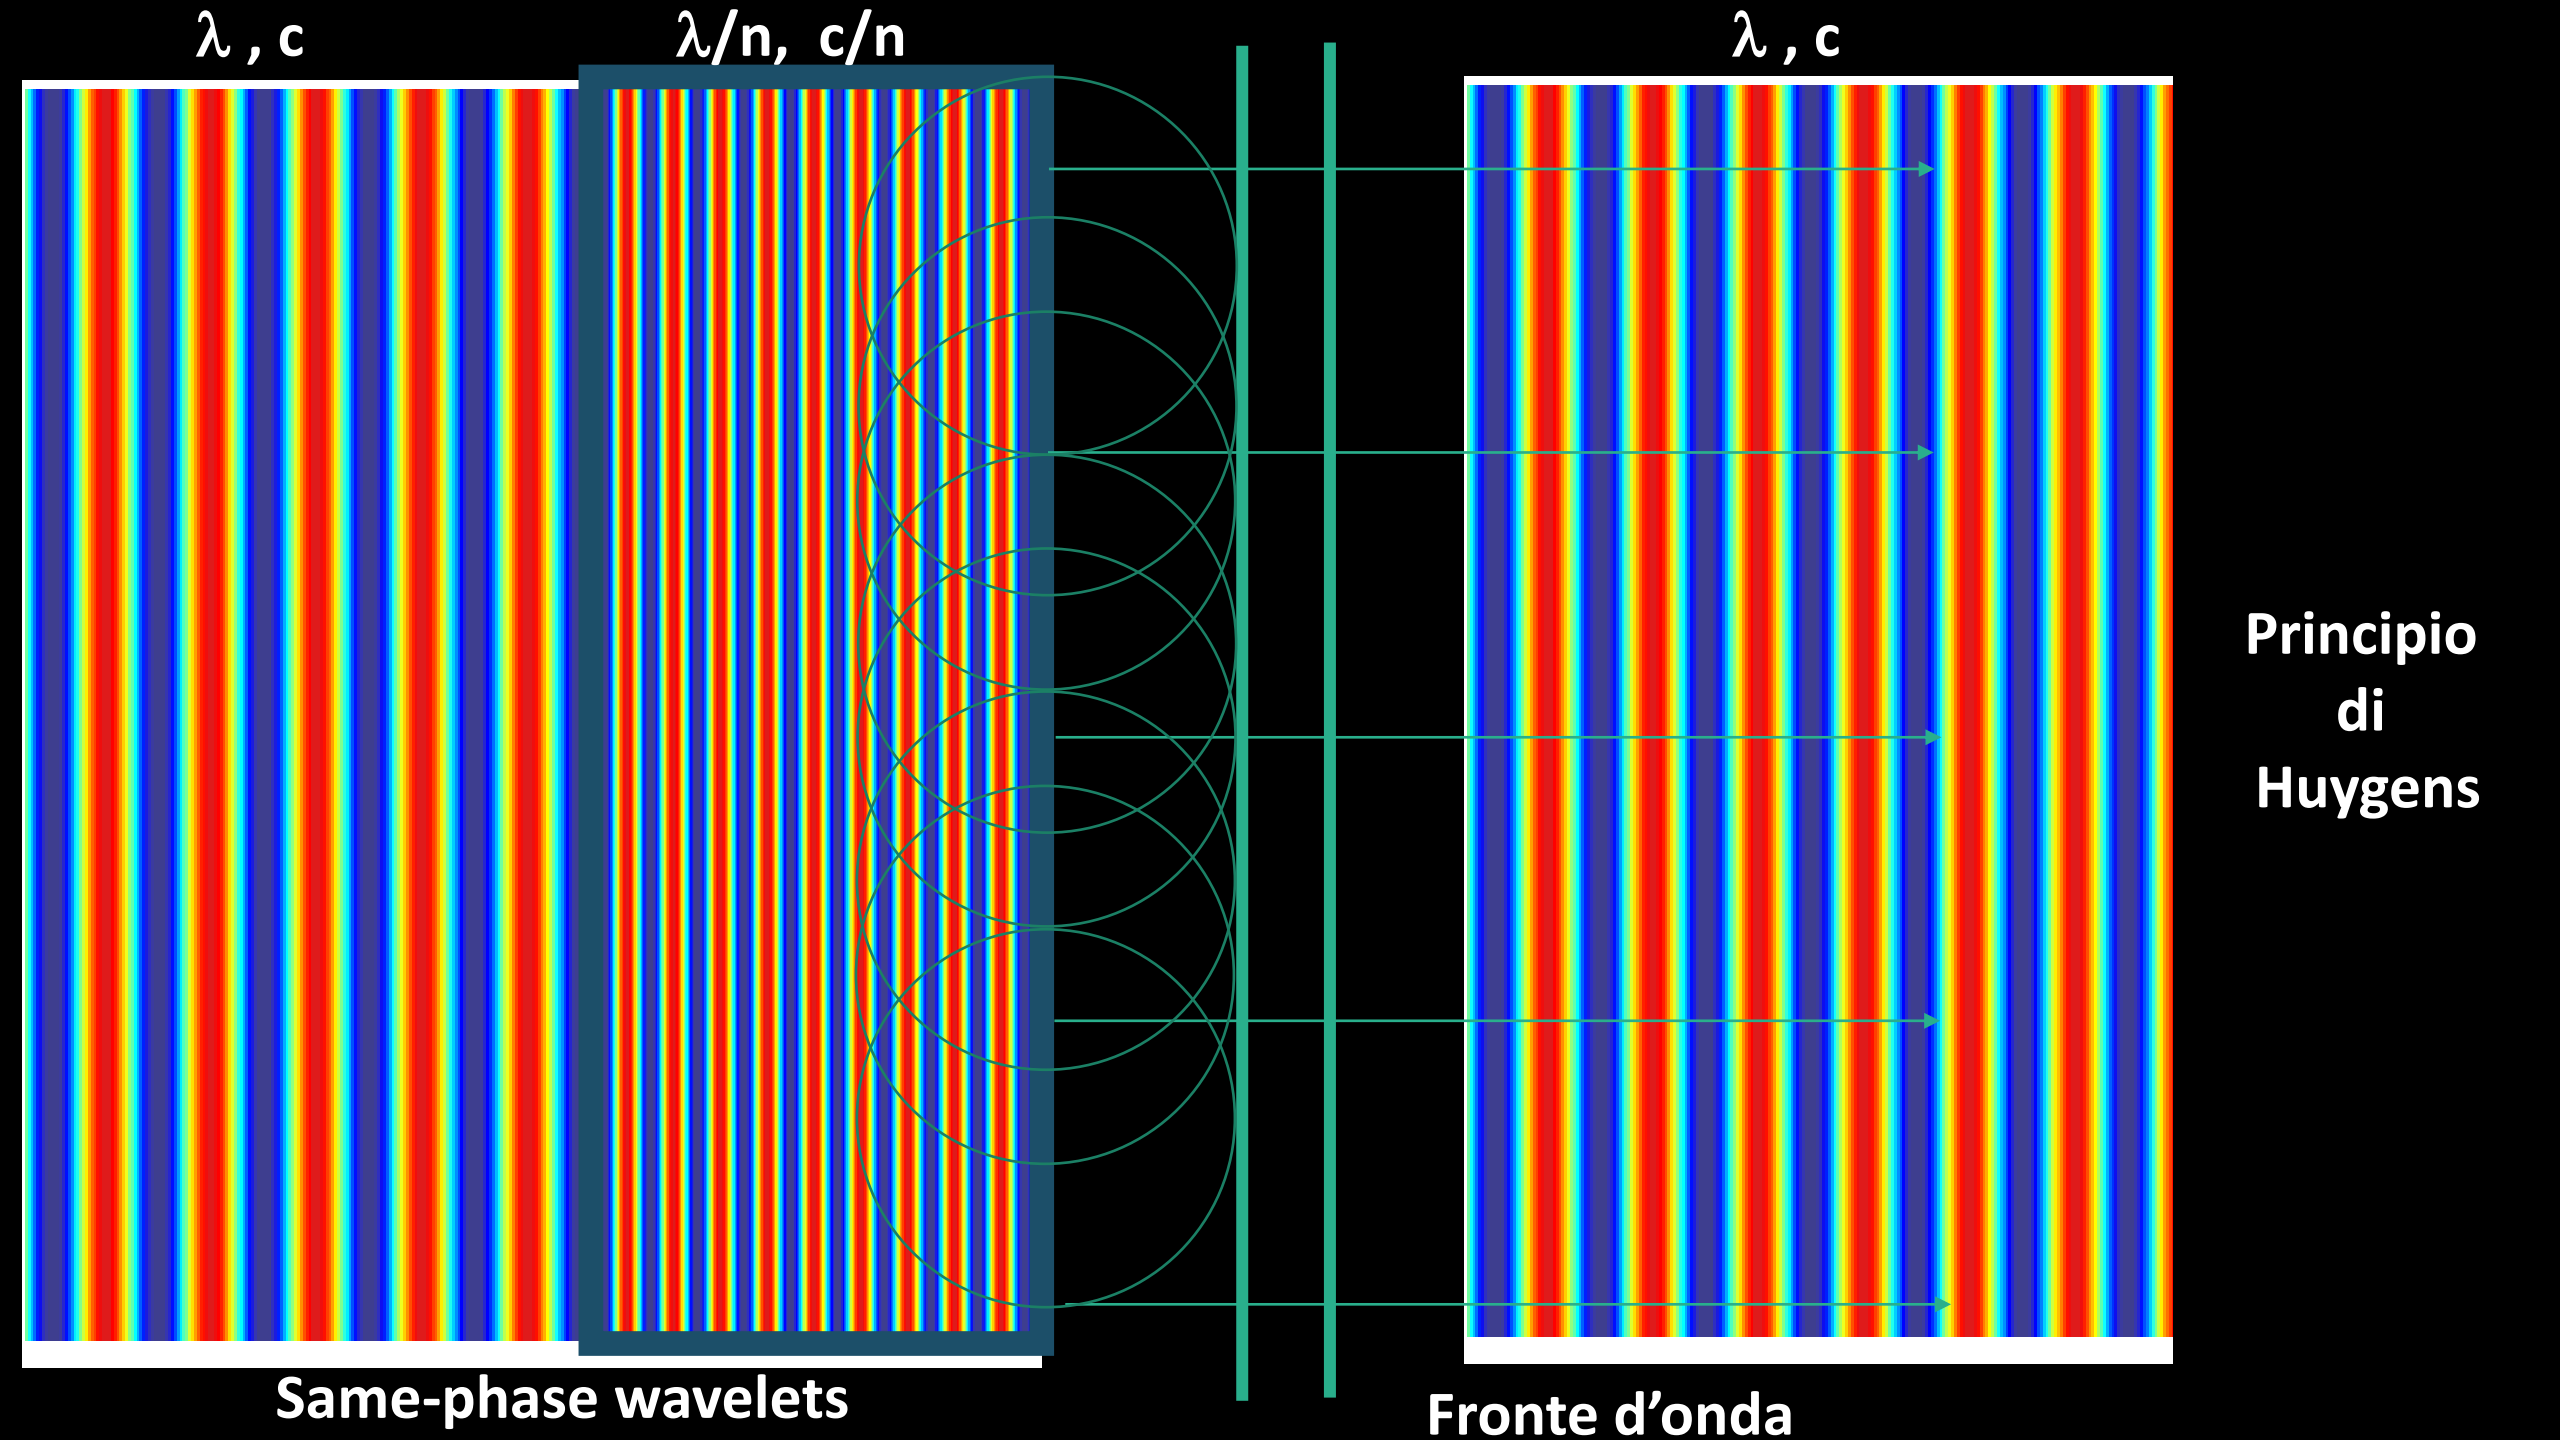 λ , c
λ/n, c/n
λ , c
Principio
di
Huygens
Same-phase wavelets
Fronte d’onda